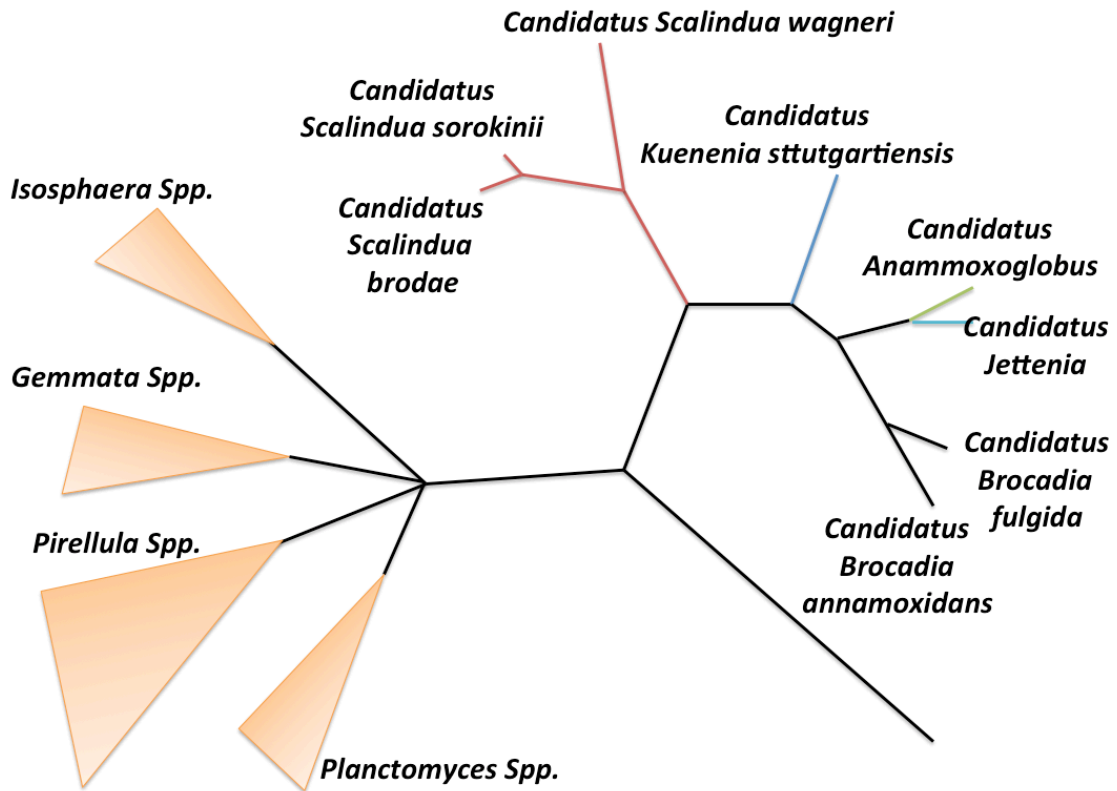 Candidatus Scalindua wagneri
Candidatus
Scalindua sorokinii
Candidatus
Kuenenia sttutgartiensis
Isosphaera Spp.
Candidatus
Scalindua
brodae
Candidatus
Anammoxoglobus
Candidatus
Jettenia
Gemmata Spp.
Candidatus
Brocadia
fulgida
Pirellula Spp.
Candidatus
Brocadia
annamoxidans
Planctomyces Spp.